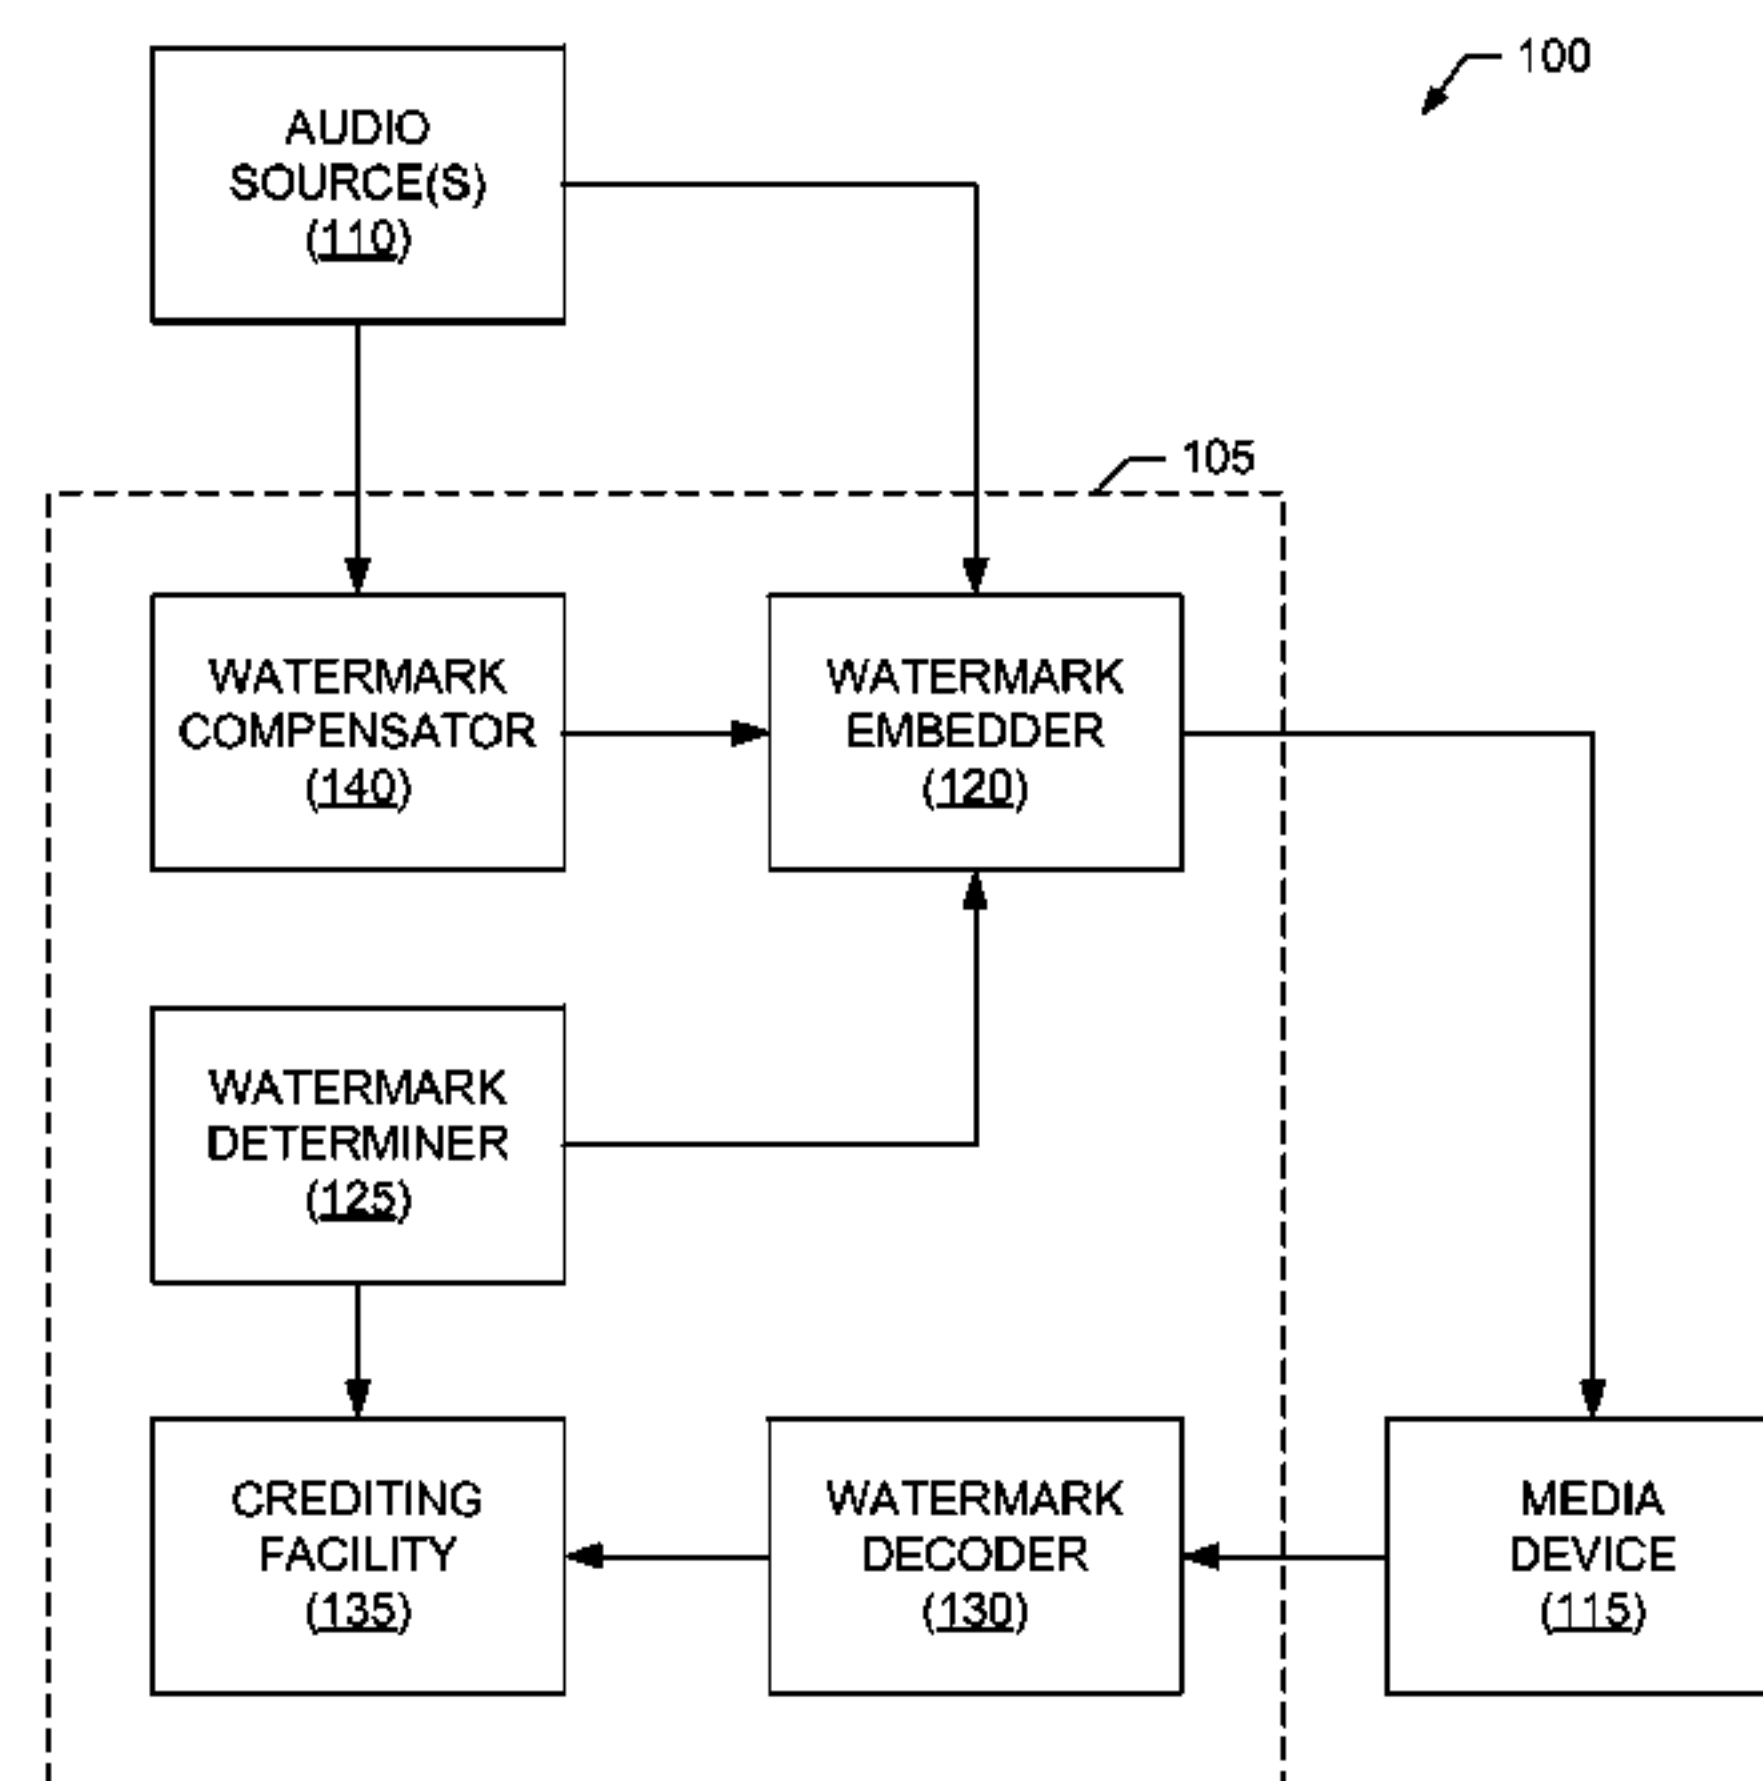 100
AUDIO
SOURCE(S)
(110)
105
WATERMARK
COMPENSATOR
(140)
WATERMARK
EMBEDDER
(120)
WATERMARK
DETERMINER
(125)
CREDITING
FACILITY
(135)
WATERMARK
DECODER
(130)
MEDIA
DEVICE
(115)